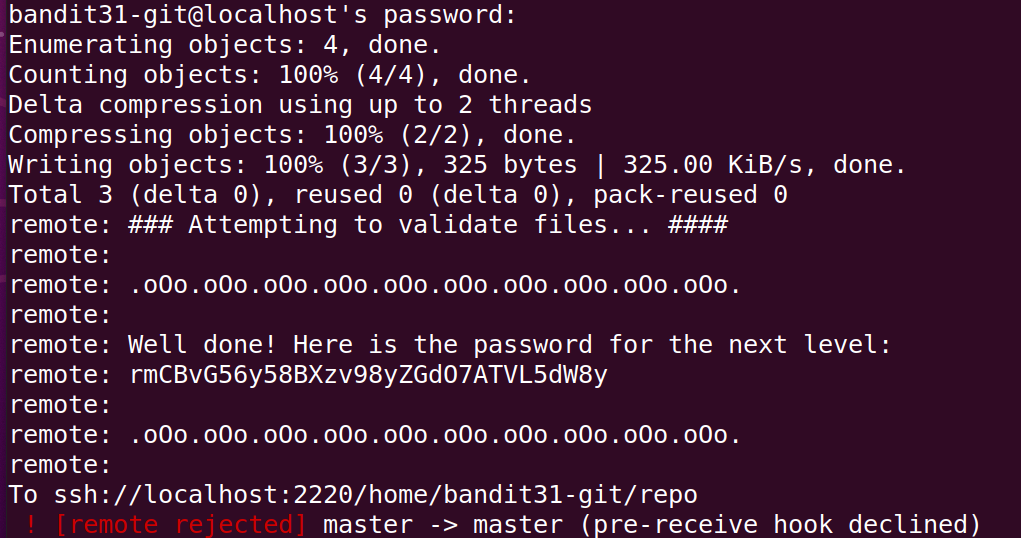 bandit31-git@localhost's password:
Enumerating objects: 4, done.
Counting objects: 100% (4/4), done.
Delta compression using up to 2 threads
Compressing objects: 100% (2/2), done.
Writing objects: 100% (3/3), 325 bytes | 325.00 KiB/s, done.
Total 3 (delta 0), reused 0 (delta 0), pack-reused 0
remote: ### Attempting to validate files... ####
remote:
remote: .oOo.oOo.oOo.oOo.oOo.oOo.oOo.oOo.oOo.oOo.
remote:
remote: Well done! Here is the password for the next level:
remote: rmCBvG56y58BXzv98yZGdO7ATVL5dW8y
remote:
remote: .oOo.oOo.oOo.oOo.oOo.oOo.oOo.oOo.oOo.oOo.
remote:
To ssh://localhost:2220/home/bandit31-git/repo
 ! [remote rejected] master -> master (pre-receive hook declined)